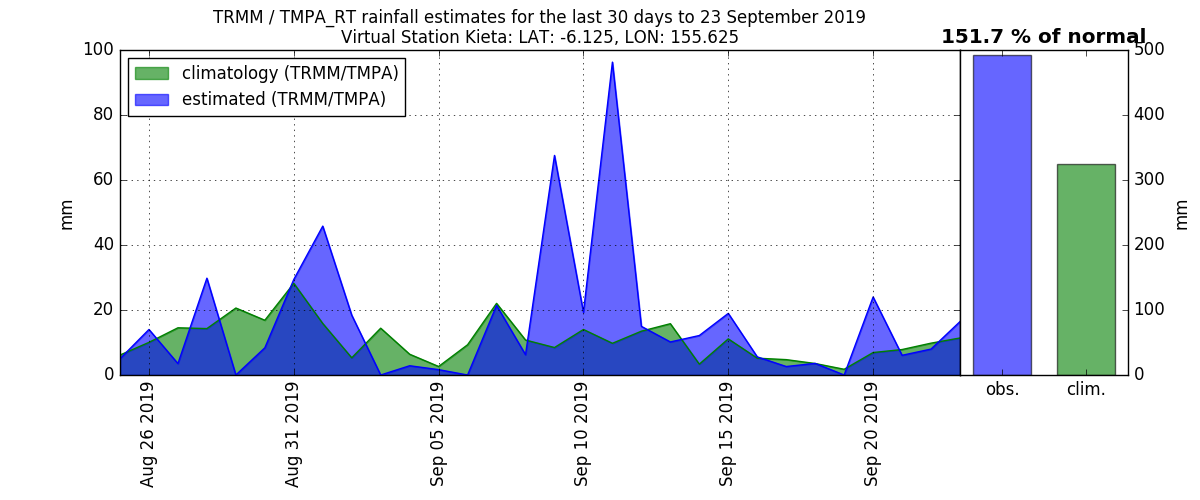 TRMM / TMPA_RT rainfall estimates for the last 30 days to 23 September 2019
Virtual Station Kieta: LAT: -6.125, LON: 155.625
151.7 % of normal
climatology (TRMM/TMPA)
estimated (TRMM/TMPA)
100
80
60
40
20
0
mm
500
400
300
200
100
0
mm
Aug 26 2019
Aug 31 2019
Sep 05 2019
Sep 10 2019
Sep 15 2019
Sep 20 2019
obs.
clim.